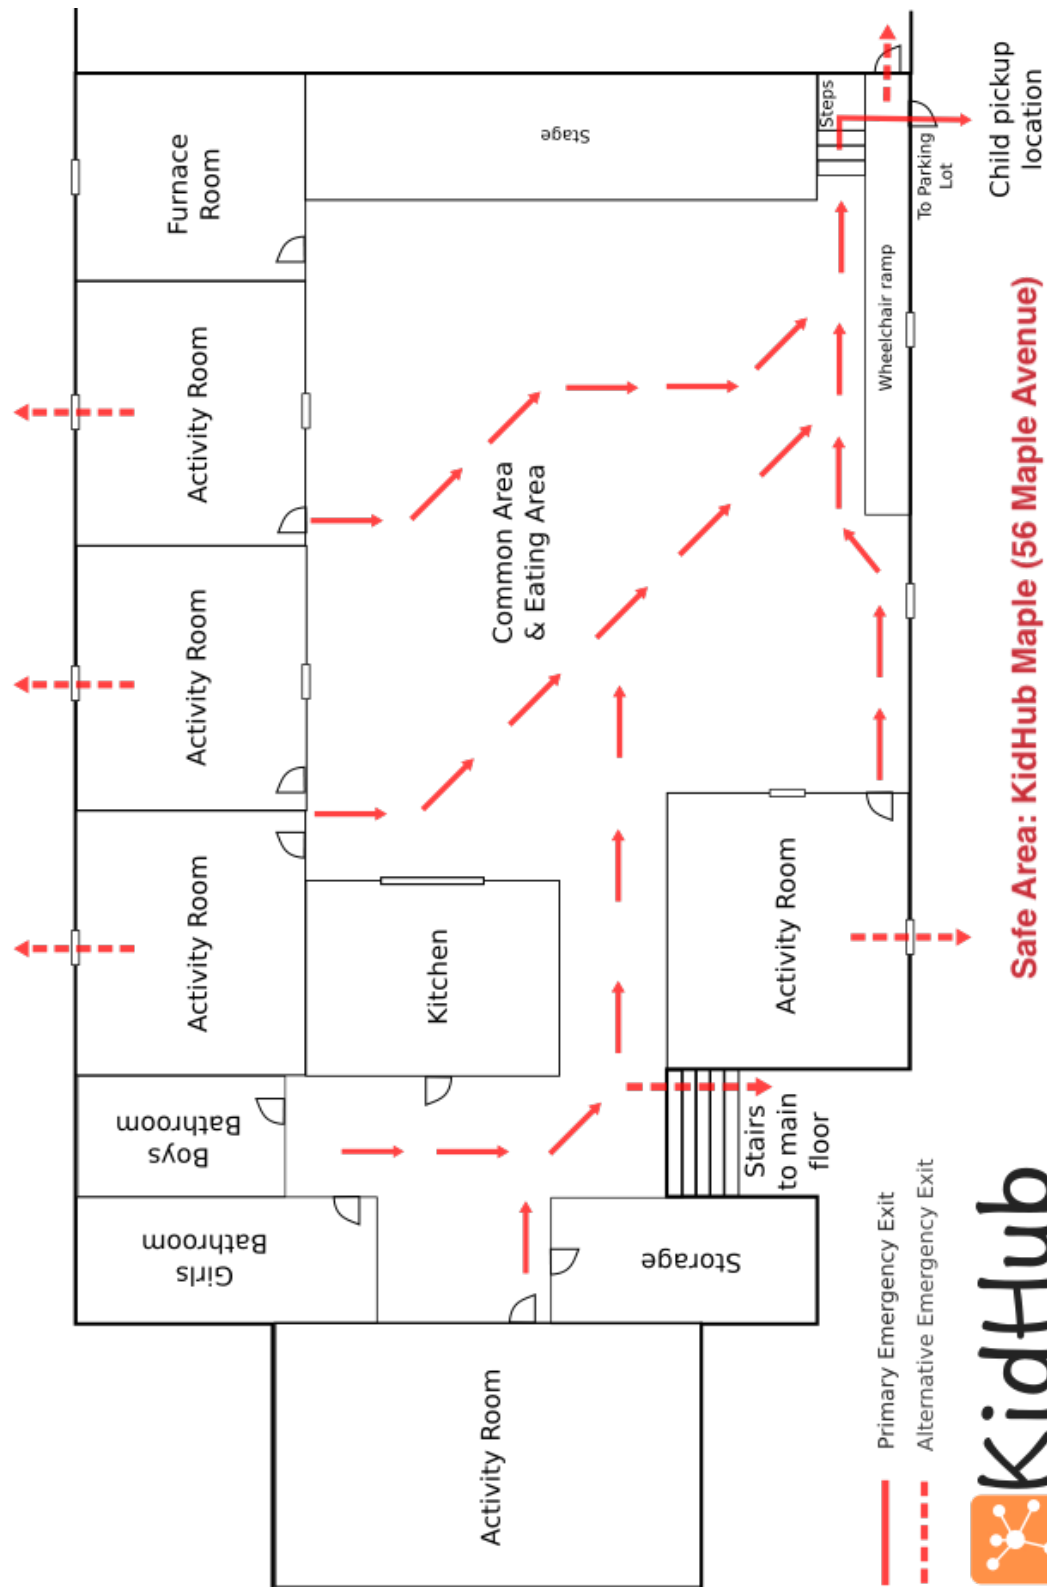 Furnace
Room
Stage
Steps
Child pickup
location
To Parking
Lot
Activity Room
Wheelchair ramp
Common Area
& Eating Area
Activity Room
Activity Room
Kitchen
Activity Room
Boys
Bathroom
Girls
Bathroom
Storage
Stairs
to main
floor
Activity Room
Safe Area: KidHub Maple (56 Maple Avenue)
Primary Emergency Exit
Alternative Emergency Exit
KidHub